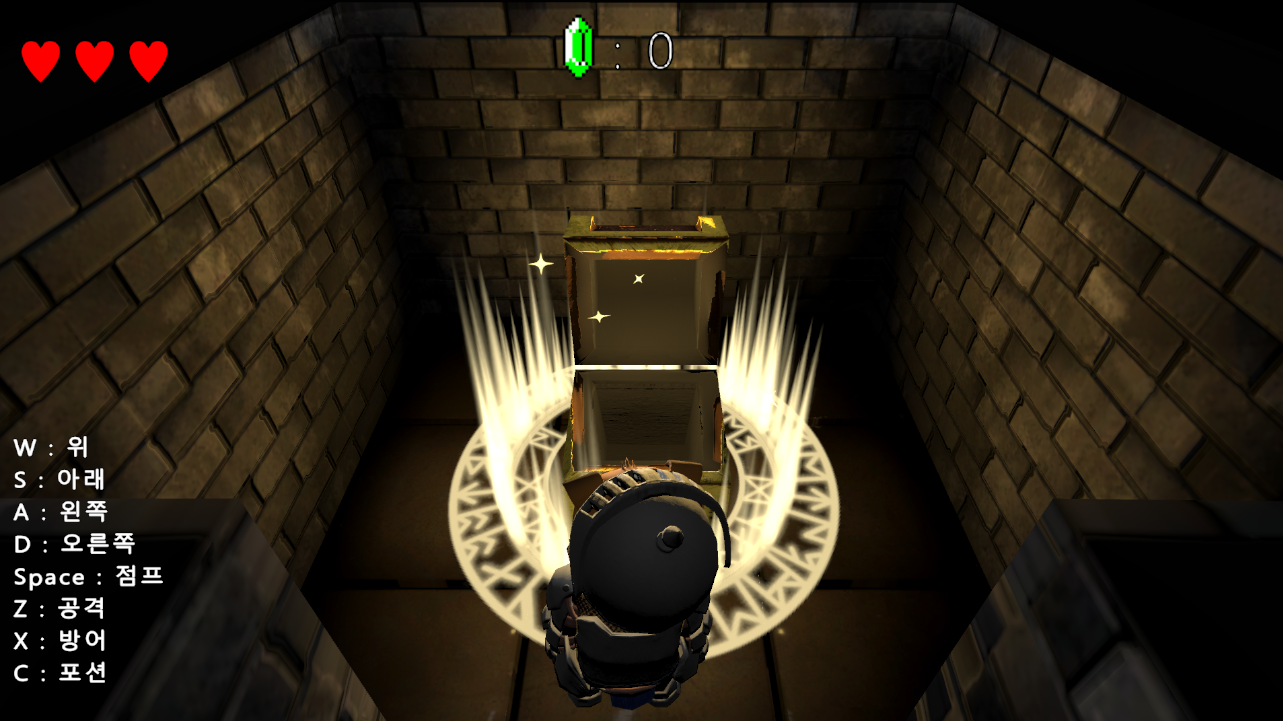 : 0
W : 위
S : 아래
A : 왼쪽
D : 오른쪽
Space : 점프
Z : 공격
X : 방어
C : 포션